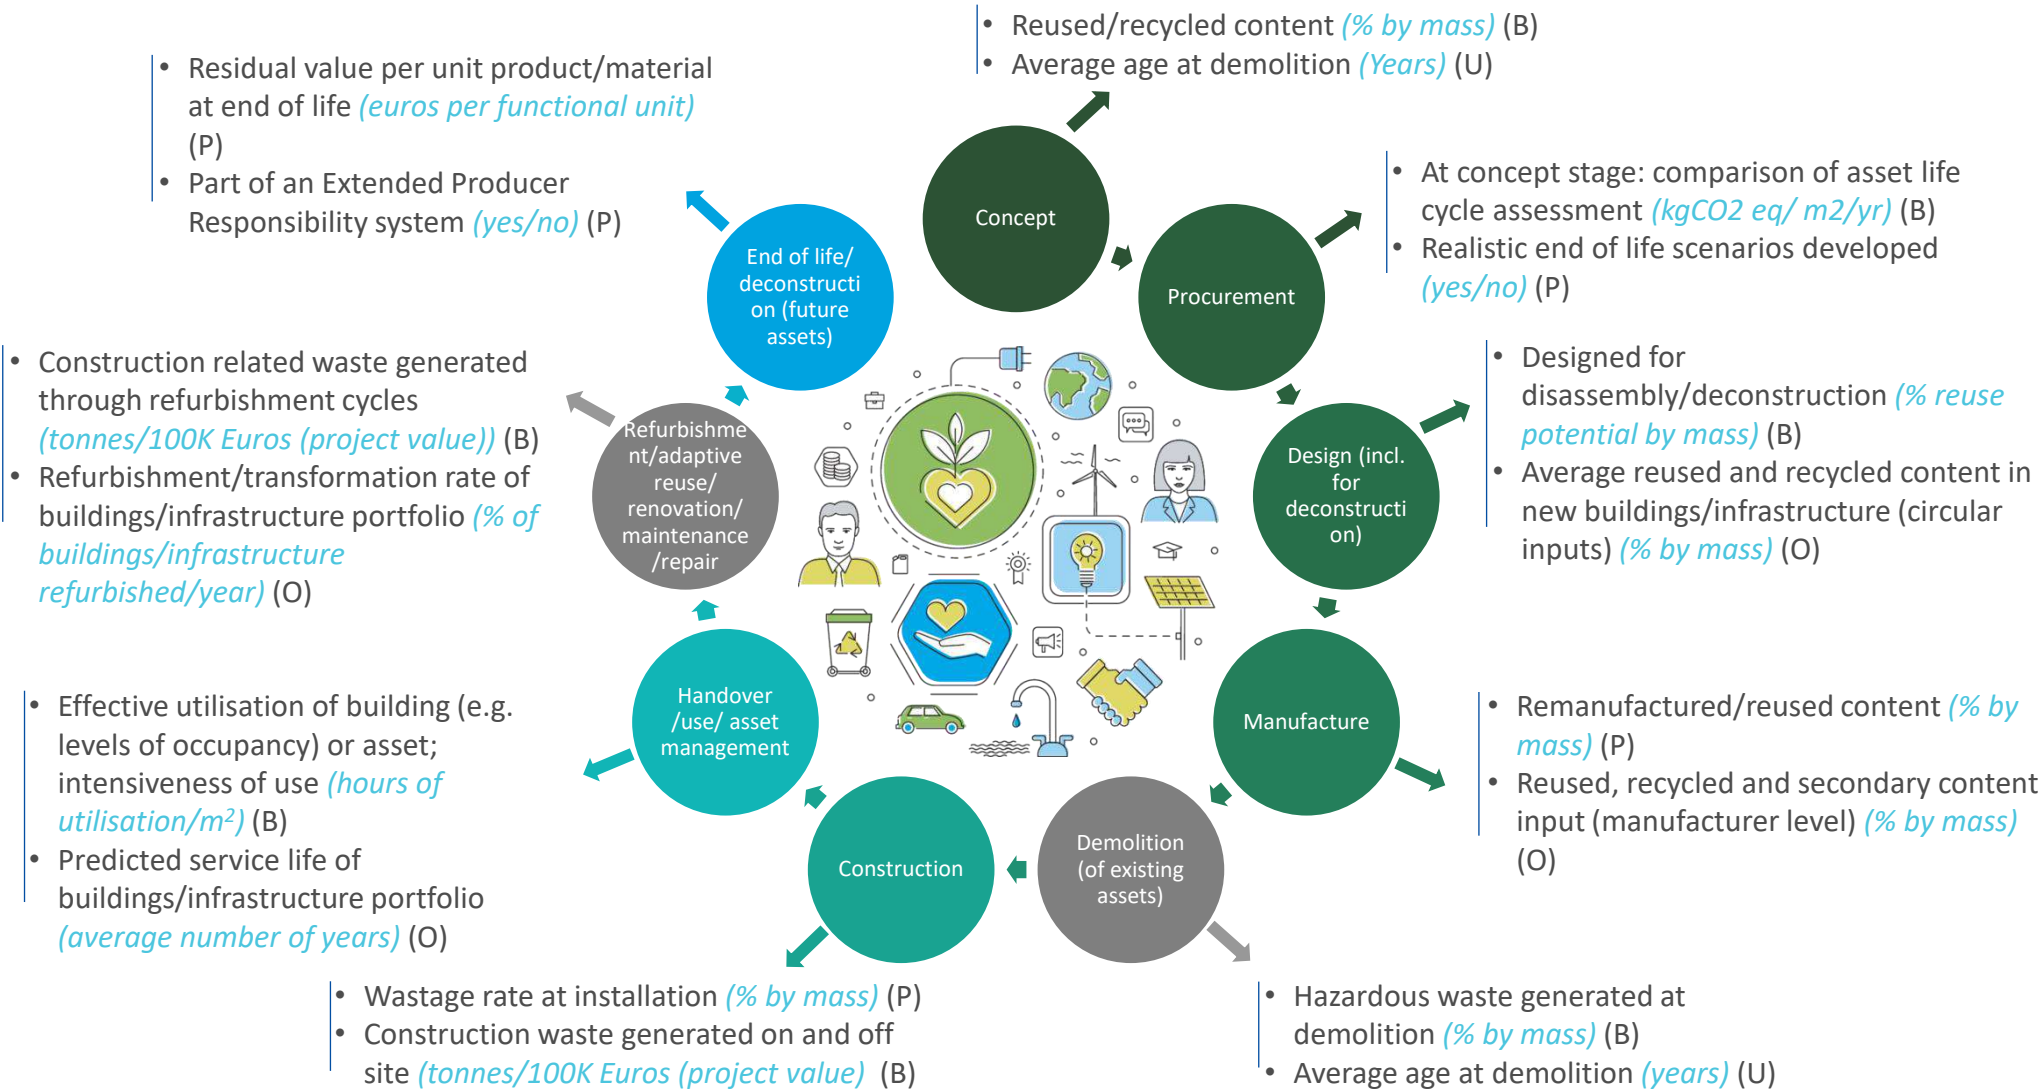 • Reused/recycled content (% by mass) (B)
• Average age at demolition (Years) (U)
• Residual value per unit product/material
at end of life (euros per functional unit)
(P)
• Part of an Extended Producer
Responsibility system (yes/no) (P)
Concept
• At concept stage: comparison of asset life
cycle assessment (kgCO2 eq/ m2/yr) (B)
• Realistic end of life scenarios developed
(yes/no) (P)
End of life/
deconstructi
on (future
assets)
Procurement
• Construction related waste generated
through refurbishment cycles
(tonnes/100K Euros (project value)) (B)
• Refurbishment/transformation rate of
buildings/infrastructure portfolio (% of
buildings/infrastructure
refurbished/year) (O)
Refurbishme
nt/adaptive
reuse/
renovation/
maintenance
/repair
Design (incl.
for
deconstructi
on)
• Designed for
disassembly/deconstruction (% reuse
potential by mass) (B)
• Average reused and recycled content in
new buildings/infrastructure (circular
inputs) (% by mass) (O)
• Effective utilisation of building (e.g.
levels of occupancy) or asset;
intensiveness of use (hours of
utilisation/m²) (B)
• Predicted service life of
buildings/infrastructure portfolio
(average number of years) (O)
Handover
/use/ asset
management
Manufacture
• Remanufactured/reused content (% by
mass) (P)
• Reused, recycled and secondary content
input (manufacturer level) (% by mass)
(O)
Construction
Demolition
(of existing
assets)
• Wastage rate at installation (% by mass) (P)
• Construction waste generated on and off
site (tonnes/100K Euros (project value) (B)
• Hazardous waste generated at
demolition (% by mass) (B)
• Average age at demolition (years) (U)